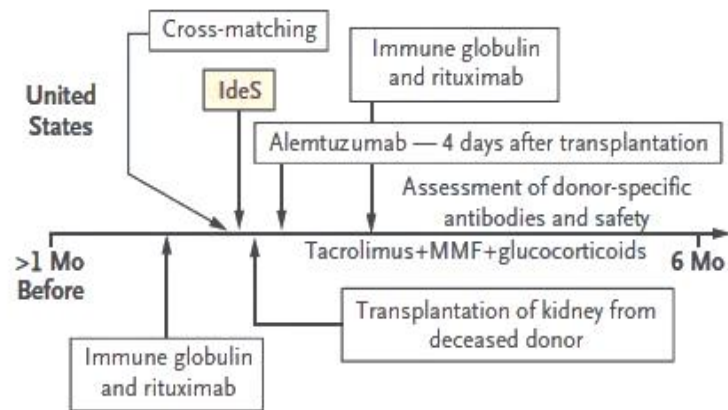 Cross-matching
United
States
IdeS
Immune globulin
and rituximab
Alemtuzumab — 4 days after transplantation
Assessment of donor-specific
antibodies and safety
Tacrolimus+MMF+glucocorticoids
>1 Mo
Before
6 Mo
Immune globulin
and rituximab
Transplantation of kidney from
deceased donor